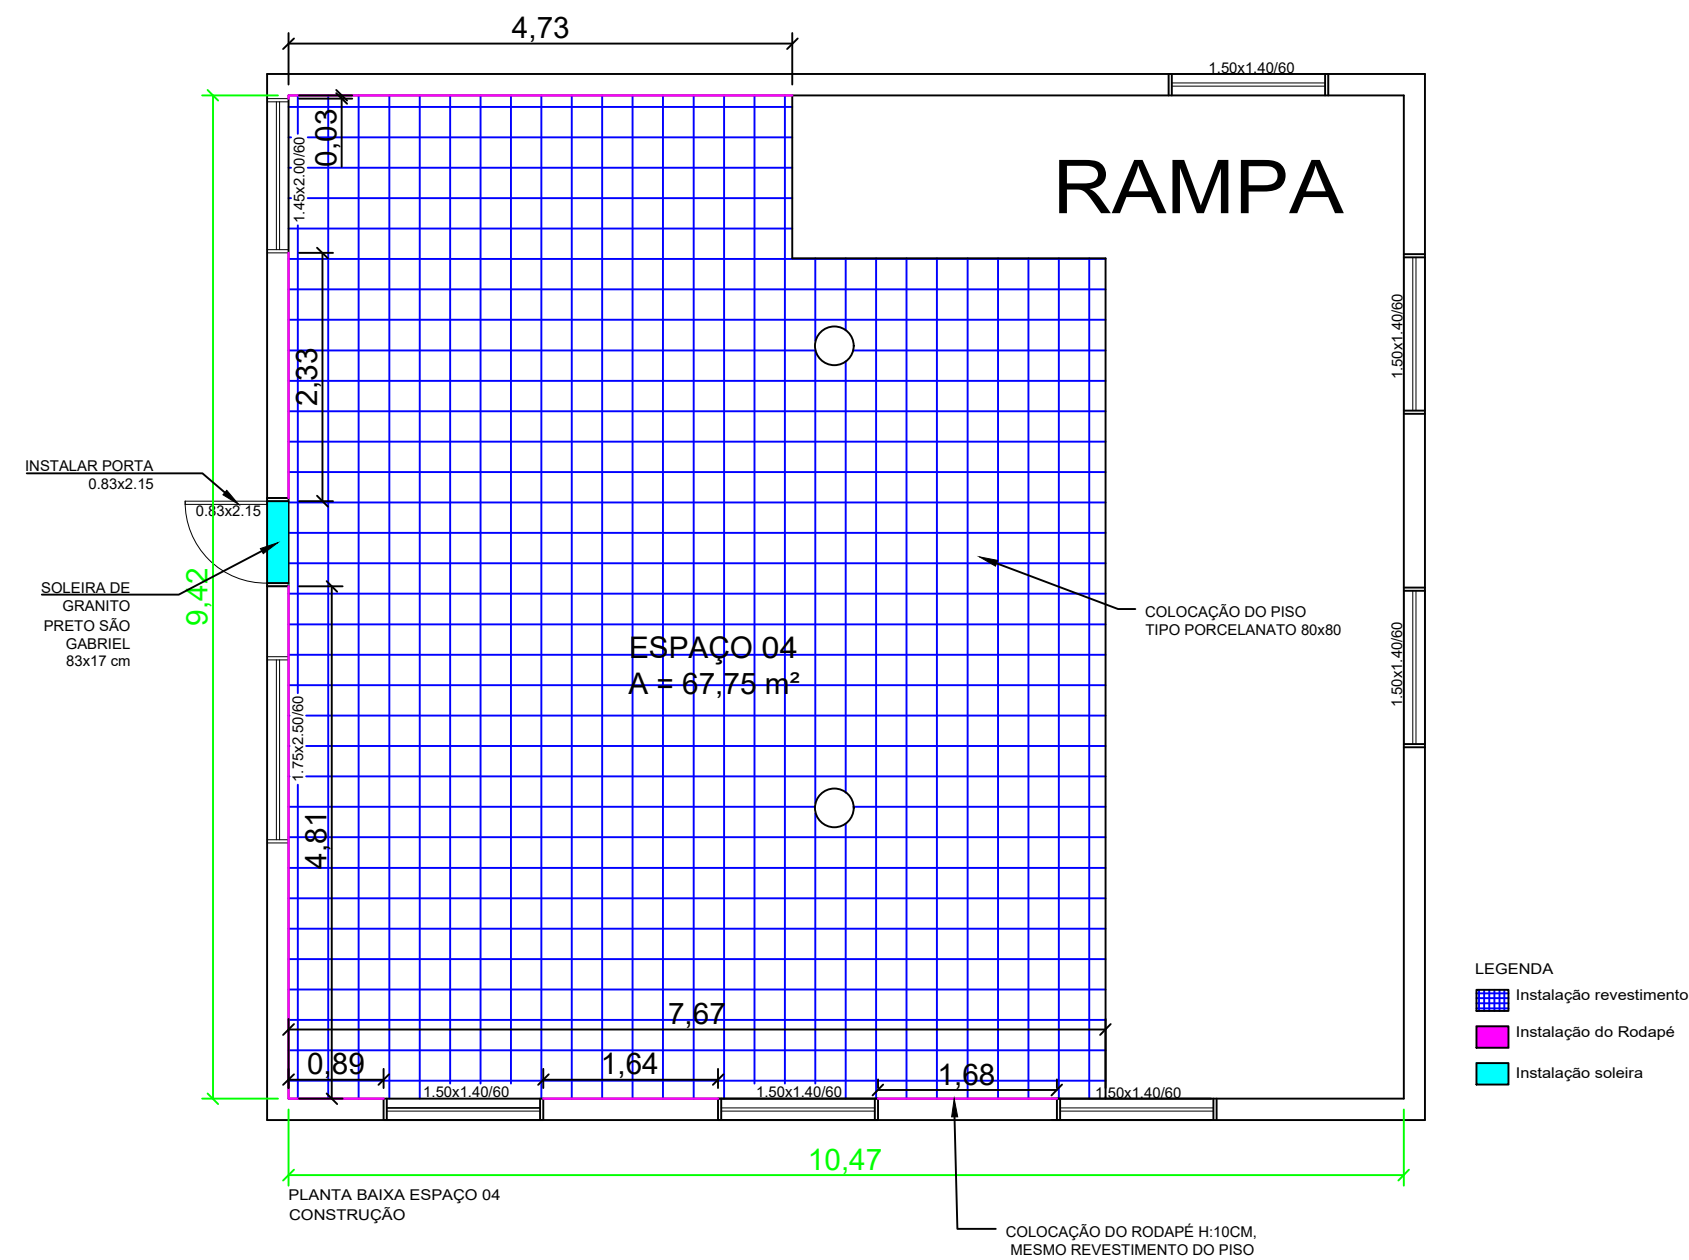 4,73
1.50x1.40/60
0,03
1.45x2.00/60
RAMPA
2,33
1.50x1.40/60
INSTALAR PORTA
0.83x2.15
0.83x2.15
9,42
SOLEIRA DE
GRANITO
PRETO SÃO
GABRIEL
83x17 cm
COLOCAÇÃO DO PISO
TIPO PORCELANATO 80x80
ESPAÇO 04
A = 67,75 m²
1.50x1.40/60
1.75x2.50/60
4,81
7,67
0,89
1,64
1,68
1.50x1.40/60
1.50x1.40/60
1.50x1.40/60
LEGENDA
Instalação revestimento
Instalação do Rodapé
Instalação soleira
10,47
PLANTA BAIXA ESPAÇO 04
CONSTRUÇÃO
COLOCAÇÃO DO RODAPÉ H:10CM,
MESMO REVESTIMENTO DO PISO